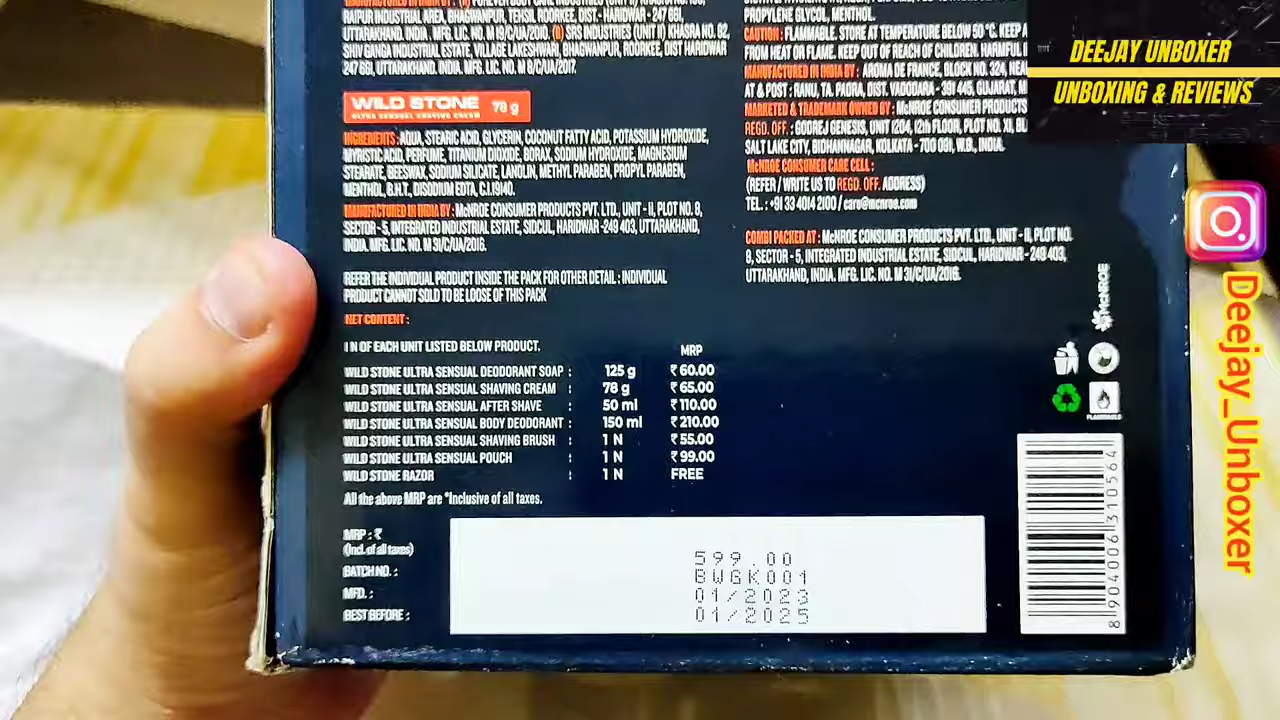 MANUFACTURED IN INDIA BY : (I) FOREVER BODY CARE INDUSTRIES (UNIT II) KHASRA NO.
RAIPUR INDUSTRIAL AREA, BHAGWANPUR, TEHSIL ROORKEE, DIST.- HARIDWAR - 247 661,
UTTARAKHAND. INDIA. MFG. LIC. NO. M 19/C/UA/2010. (II) SRS INDUSTRIES (UNIT II) KHASRA NO. 82,
SHIV GANGA INDUSTRIAL ESTATE, VILLAGE LAKESHWARI, BHAGWANPUR, ROORKEE, DIST HARIDWAR
247 661, UTTARAKHAND. INDIA. MFG. LIC. NO. M 8/C/UA/2017.
WILD STONE 78 g
ULTRA SENSUAL SHAVING CREAM
INGREDIENTS : AQUA, STEARIC ACID, GLYCERIN, COCONUT FATTY ACID, POTASSIUM HYDROXIDE,
MYRISTIC ACID, PERFUME, TITANIUM DIOXIDE, BORAX, SODIUM HYDROXIDE, MAGNESIUM
STEARATE, BEESWAX, SODIUM SILICATE, LANOLIN, METHYL PARABEN, PROPYL PARABEN,
MENTHOL, B.H.T., DISODIUM EDTA, C.I.19140.
MANUFACTURED IN INDIA BY : McNROE CONSUMER PRODUCTS PVT. LTD., UNIT - II, PLOT NO. 8,
SECTOR - 5, INTEGRATED INDUSTRIAL ESTATE, SIDCUL, HARIDWAR -249 403, UTTARAKHAND,
INDIA. MFG. LIC. NO. M 31/C/UA/2016.
REFER THE INDIVIDUAL PRODUCT INSIDE THE PACK FOR OTHER DETAIL : INDIVIDUAL
PRODUCT CANNOT SOLD TO BE LOOSE OF THIS PACK
NET CONTENT :
1 N OF EACH UNIT LISTED BELOW PRODUCT. MRP
WILD STONE ULTRA SENSUAL DEODORANT SOAP : 125 g ₹ 60.00
WILD STONE ULTRA SENSUAL SHAVING CREAM : 78 g ₹ 65.00
WILD STONE ULTRA SENSUAL AFTER SHAVE : 50 ml ₹ 110.00
WILD STONE ULTRA SENSUAL BODY DEODORANT : 150 ml ₹ 210.00
WILD STONE ULTRA SENSUAL SHAVING BRUSH : 1 N ₹ 55.00
WILD STONE ULTRA SENSUAL POUCH : 1 N ₹ 99.00
WILD STONE RAZOR : 1 N FREE
All the above MRP are *Inclusive of all taxes.
MRP : ₹ 599.00
(Incl. of all taxes)
BATCH NO. : BWGK001
MFD. : 01/2023
BEST BEFORE : 01/2025
PROPYLENE GLYCOL, MENTHOL.
CAUTION : FLAMMABLE. STORE AT TEMPERATURE BELOW 50 °C. KEEP A
FROM HEAT OR FLAME. KEEP OUT OF REACH OF CHILDREN. HARMFUL I
MANUFACTURED IN INDIA BY : AROMA DE FRANCE, BLOCK NO. 324, NEA
AT & POST : RANU, TA. PADRA, DIST. VADODARA - 391 445, GUJARAT,
MARKETED & TRADEMARK OWNED BY : McNROE CONSUMER PRODUCTS
REGD. OFF. : GODREJ GENESIS, UNIT 1204, 12th FLOOR, PLOT NO. XI, BL
SALT LAKE CITY, BIDHANNAGAR, KOLKATA - 700 091, W.B., INDIA.
McNROE CONSUMER CARE CELL :
(REFER / WRITE US TO REGD. OFF. ADDRESS)
TEL. : +91 33 4014 2100 / care@mcnroe.com
COMBI PACKED AT : McNROE CONSUMER PRODUCTS PVT. LTD., UNIT - II, PLOT NO.
8, SECTOR - 5, INTEGRATED INDUSTRIAL ESTATE, SIDCUL, HARIDWAR - 249 403,
UTTARAKHAND, INDIA. MFG. LIC. NO. M 31/C/UA/2016.
McNROE
FLAMMABLE
8904006310564
DEEJAY UNBOXER
UNBOXING & REVIEWS
Deejay_Unboxer